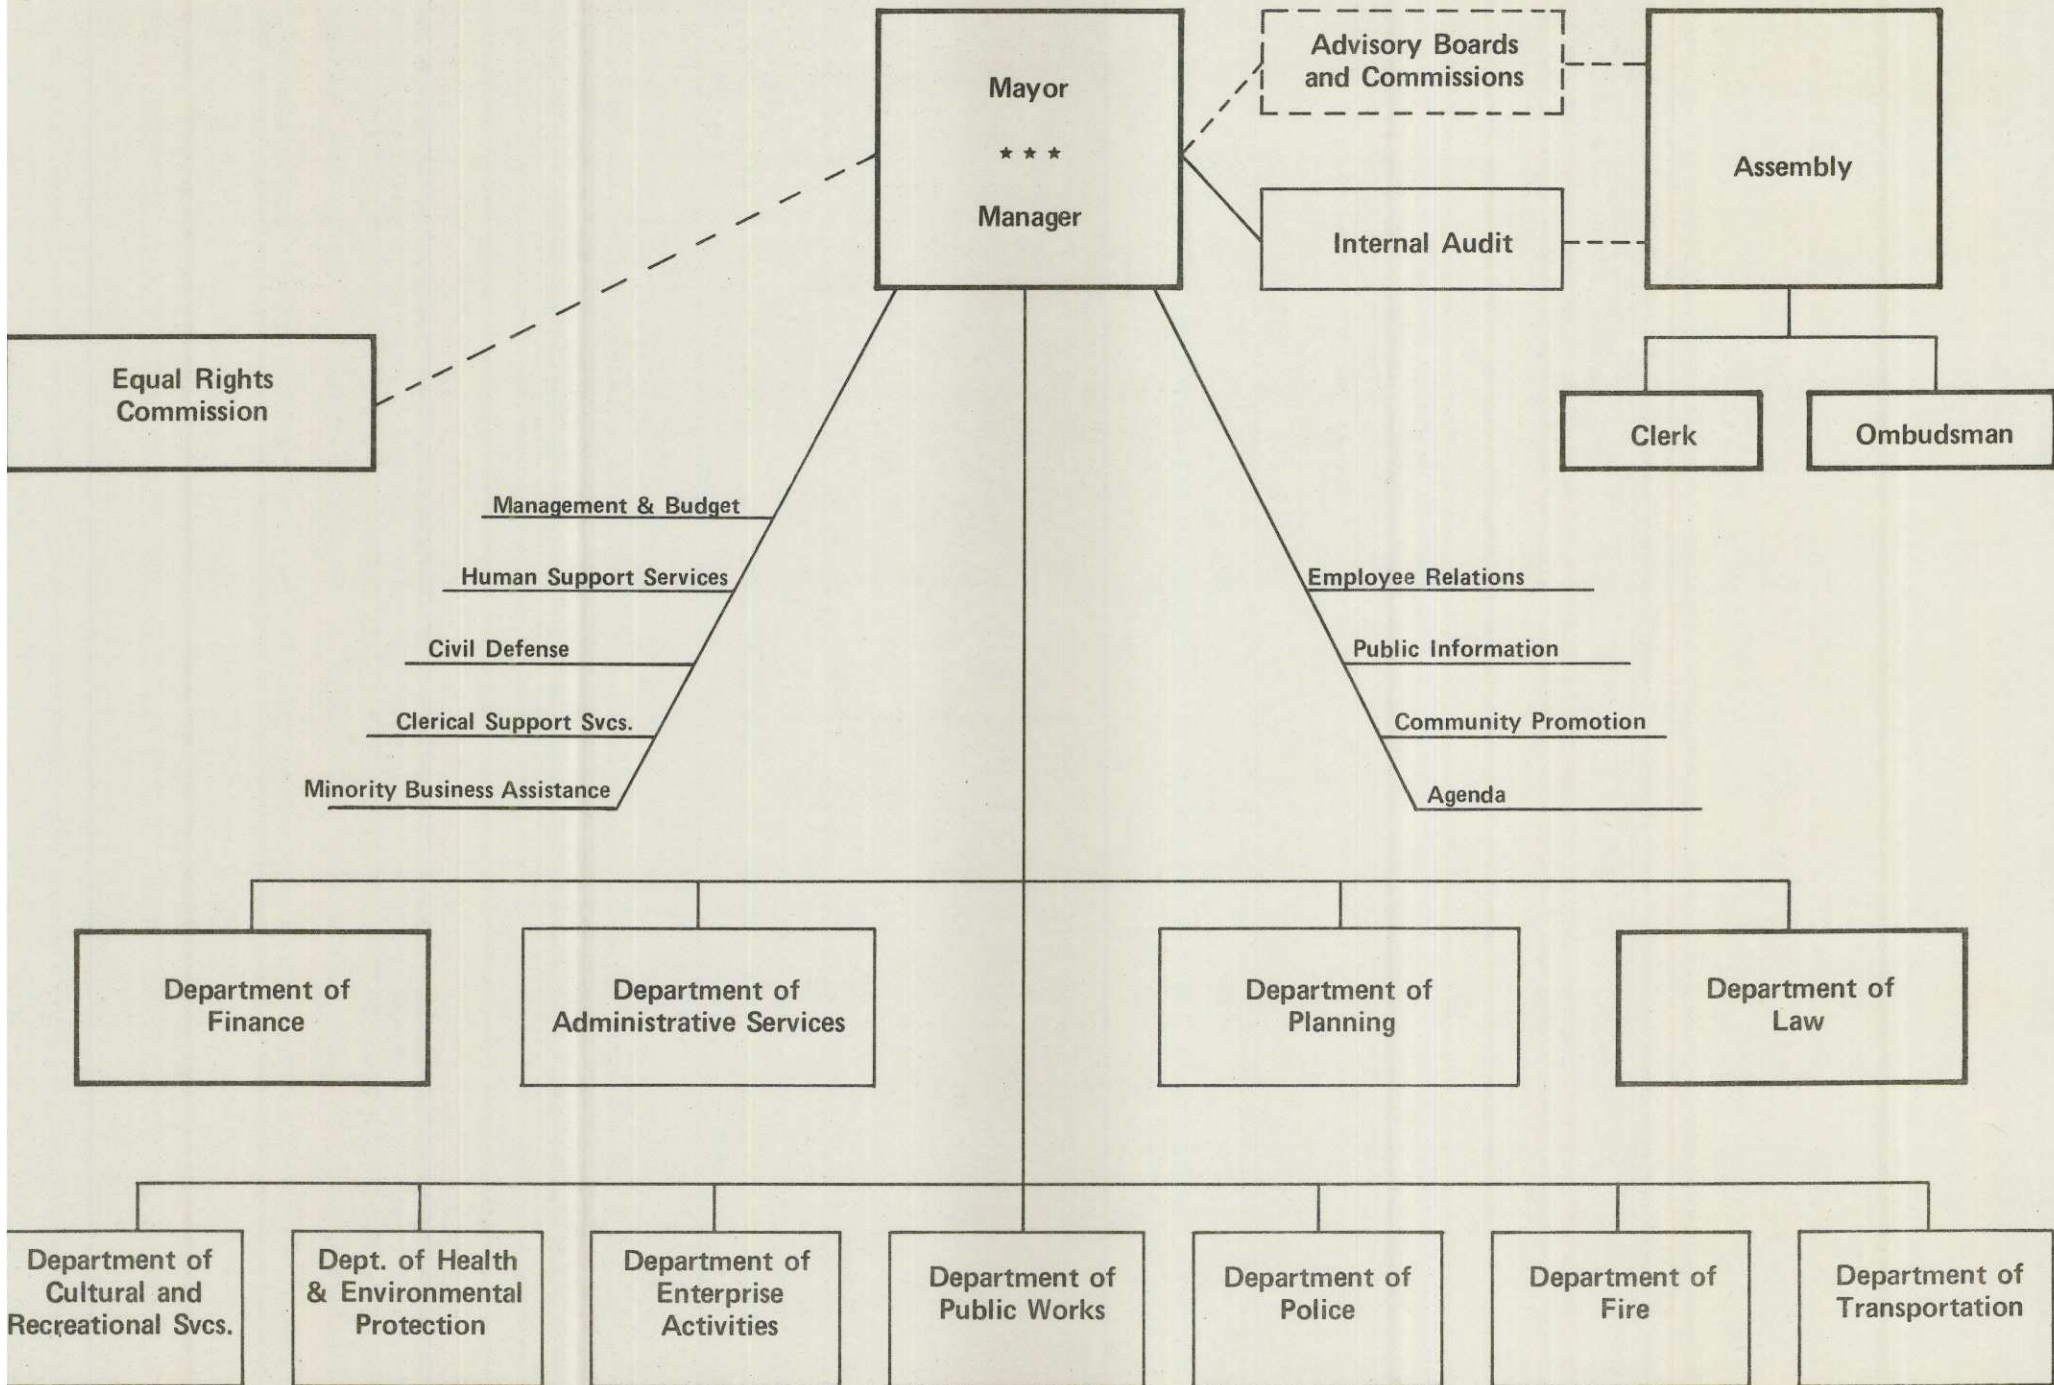 Mayor
★ ★ ★
Manager
Advisory Boards
and Commissions
Internal Audit
Assembly
Equal Rights
Commission
Clerk
Ombudsman
Management & Budget
Human Support Services
Civil Defense
Clerical Support Svcs.
Minority Business Assistance
Employee Relations
Public Information
Community Promotion
Agenda
Department of
Finance
Department of
Administrative Services
Department of
Planning
Department of
Law
Department of
Cultural and
Recreational Svcs.
Dept. of Health
& Environmental
Protection
Department of
Enterprise
Activities
Department of
Public Works
Department of
Police
Department of
Fire
Department of
Transportation